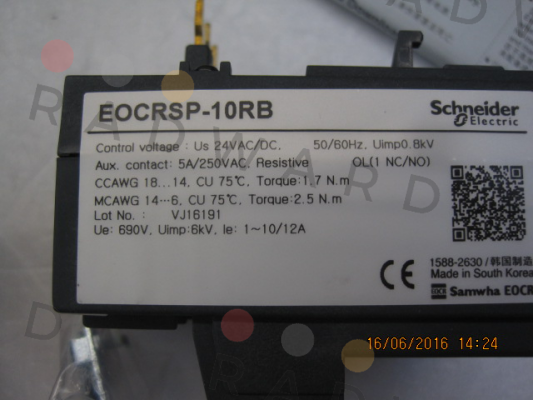 EOCRSP-10RB
Schneider
Electric
Control voltage : Us 24VAC/DC, 50/60Hz, Uimp0.8kV
Aux. contact: 5A/250VAC, Resistive OL(1 NC/NO)
CCAWG 18...14, CU 75℃, Torque:1.7 N.m
MCAWG 14...6, CU 75℃, Torque:2.5 N.m
Lot No. : VJ16191
Ue: 690V, Uimp:6kV, Ie: 1~10/12A
CE
1588-2630 / 韩国制造
Made in South Korea
EOCR Samwha EOCR
16/06/2016 14:24
RADWARD
RADWARD